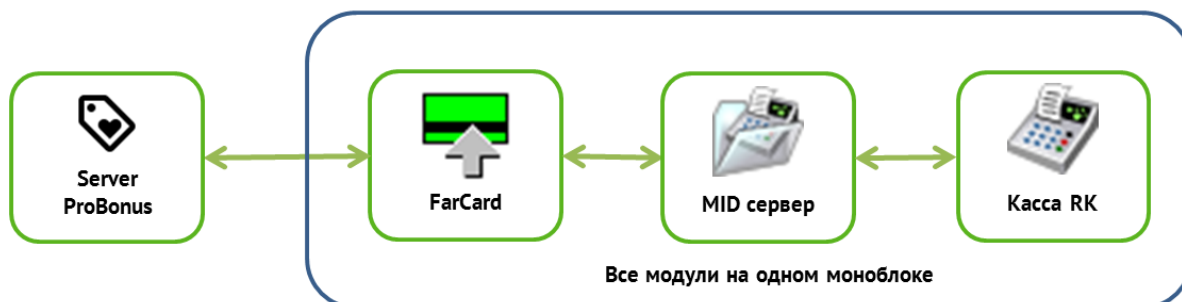 Server
ProBonus
FarCard
MID сервер
Касса RK
Все модули на одном моноблоке